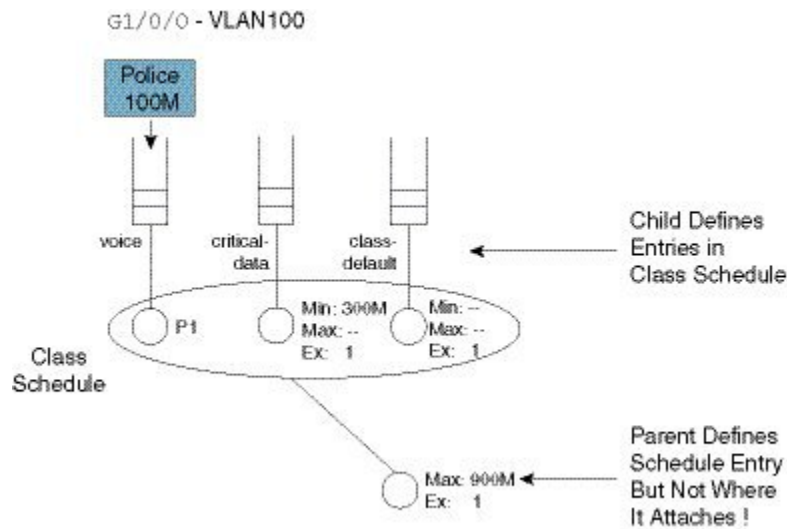 G1/0/0 - VLAN100
Police
100M
voice
critical-
data
class-
default
Child Defines
Entries in
Class Schedule
P1
Min: 300M
Max: --
Ex: 1
Min: --
Max: --
Ex: 1
Class
Schedule
Max: 900M
Ex: 1
Parent Defines
Schedule Entry
But Not Where
It Attaches !